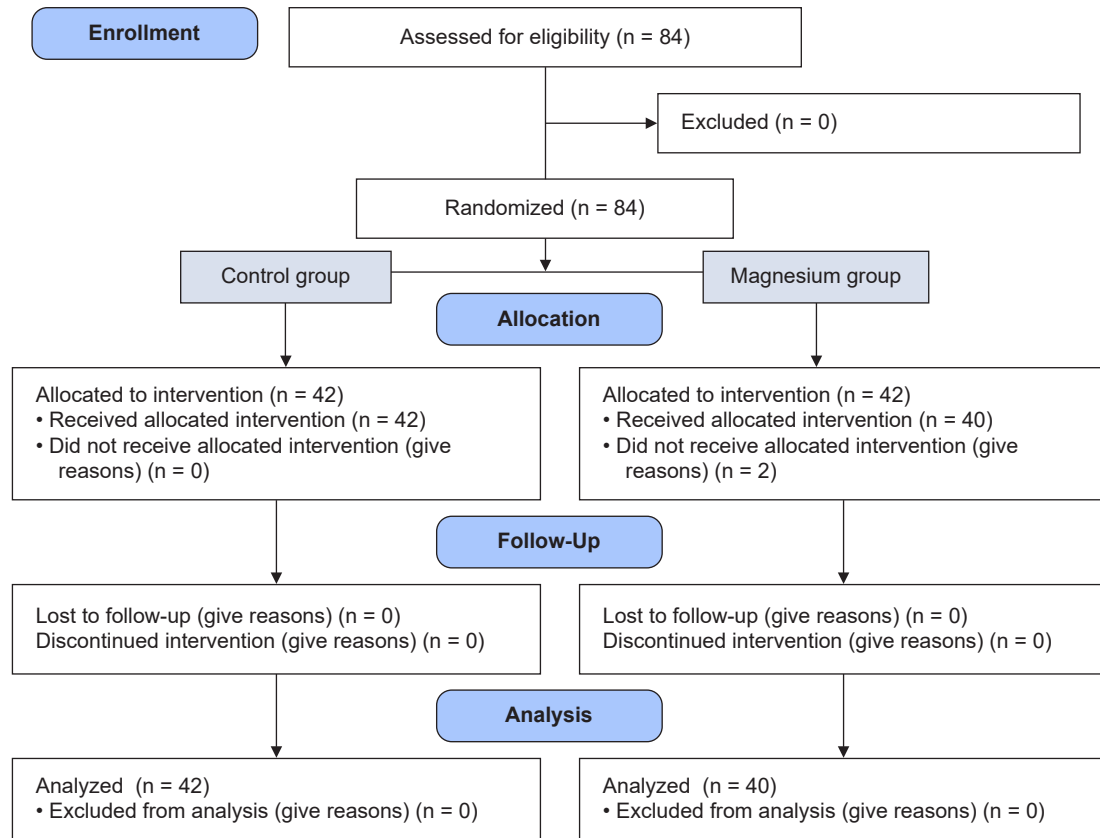 Enrollment
Assessed for eligibility (n = 84)
Excluded (n = 0)
Randomized (n = 84)
Control group
Magnesium group
Allocation
Allocated to intervention (n = 42)
• Received allocated intervention (n = 42)
• Did not receive allocated intervention (give
reasons) (n = 0)
Allocated to intervention (n = 42)
• Received allocated intervention (n = 40)
• Did not receive allocated intervention (give
reasons) (n = 2)
Follow-Up
Lost to follow-up (give reasons) (n = 0)
Discontinued intervention (give reasons) (n = 0)
Lost to follow-up (give reasons) (n = 0)
Discontinued intervention (give reasons) (n = 0)
Analysis
Analyzed (n = 42)
• Excluded from analysis (give reasons) (n = 0)
Analyzed (n = 40)
• Excluded from analysis (give reasons) (n = 0)